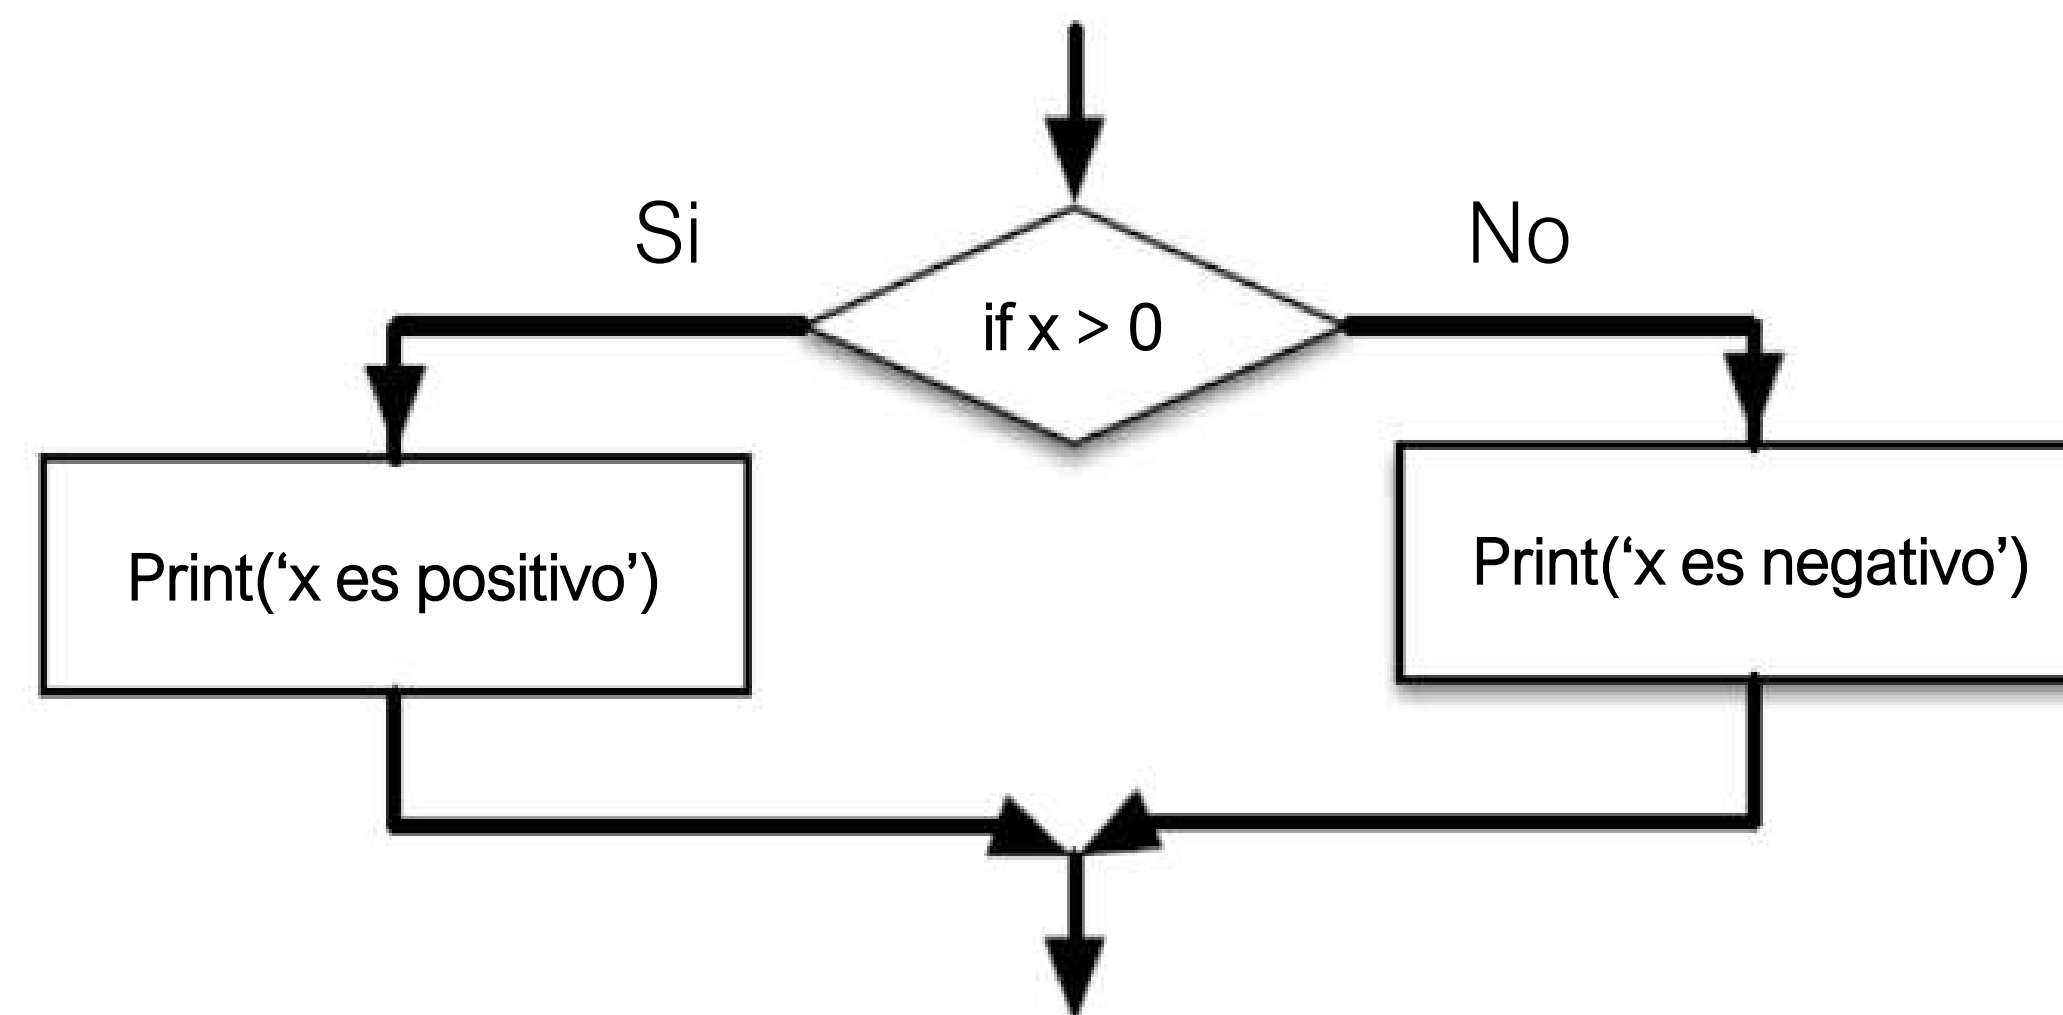 Si
No
if x > 0
Print(‘x es positivo’)
Print(‘x es negativo’)